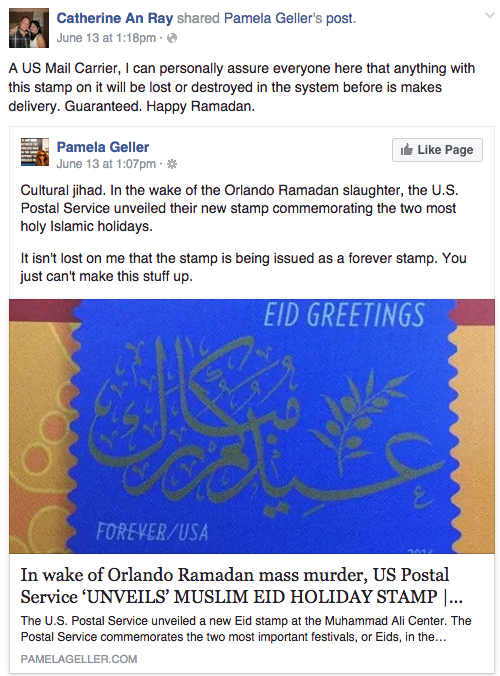 Catherine An Ray shared Pamela Geller's post.
June 13 at 1:18pm ·
A US Mail Carrier, I can personally assure everyone here that anything with
this stamp on it will be lost or destroyed in the system before is makes
delivery. Guaranteed. Happy Ramadan.
Pamela Geller
June 13 at 1:07pm ·
Like Page
Cultural jihad. In the wake of the Orlando Ramadan slaughter, the U.S.
Postal Service unveiled their new stamp commemorating the two most
holy Islamic holidays.
It isn't lost on me that the stamp is being issued as a forever stamp. You
just can't make this stuff up.
EID GREETINGS
عيد مبارك
FOREVER/USA
In wake of Orlando Ramadan mass murder, US Postal
Service ‘UNVEILS’ MUSLIM EID HOLIDAY STAMP |...
The U.S. Postal Service unveiled a new Eid stamp at the Muhammad Ali Center. The
Postal Service commemorates the two most important festivals, or Eids, in the…
PAMELAGELLER.COM